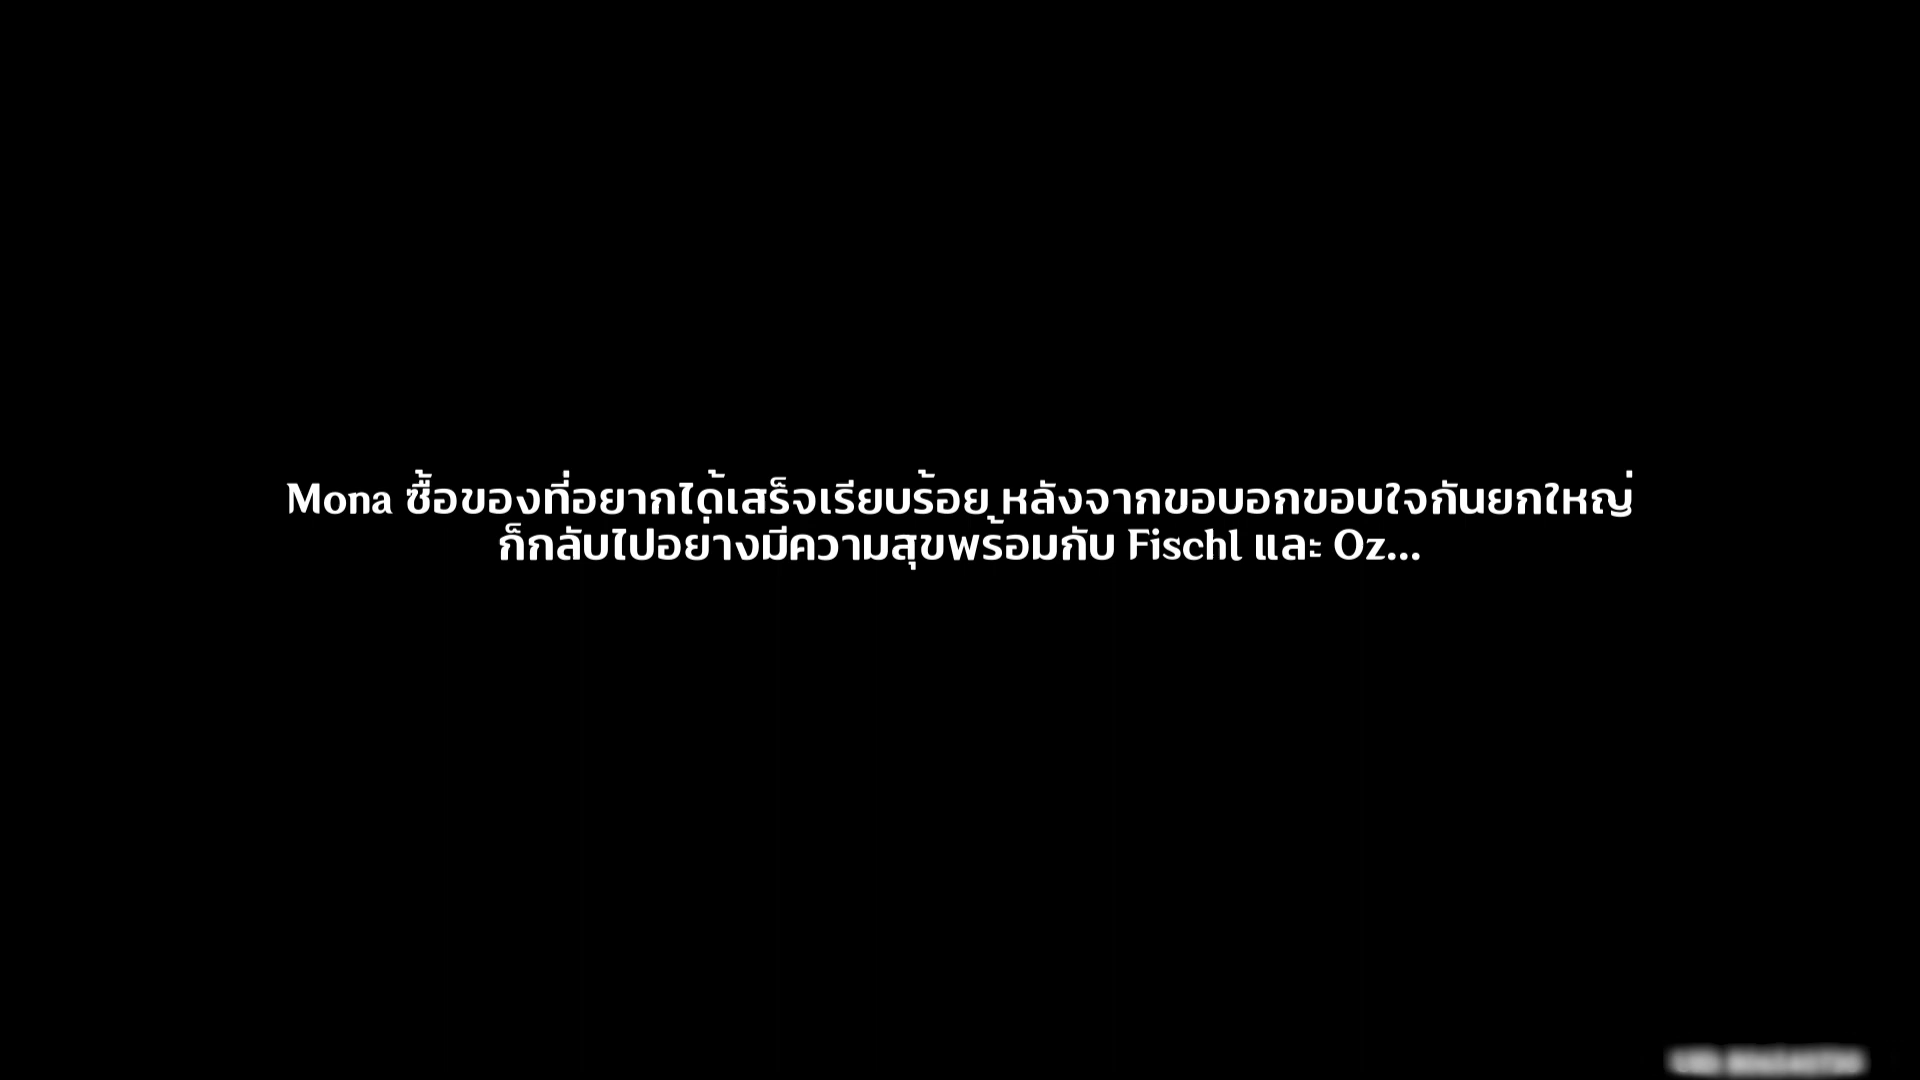 Mona ซื้อของที่อยากได้เสร็จเรียบร้อย หลังจากขอบอกขอบใจกันยกใหญ่
ก็กลับไปอย่างมีความสุขพร้อมกับ Fischl และ Oz...